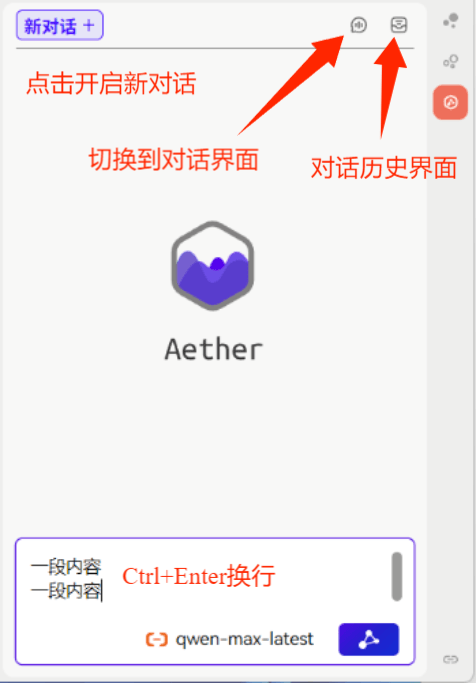 新对话 +
点击开启新对话
切换到对话界面
对话历史界面
Aether
一段内容
一段内容
Ctrl+Enter换行
qwen-max-latest